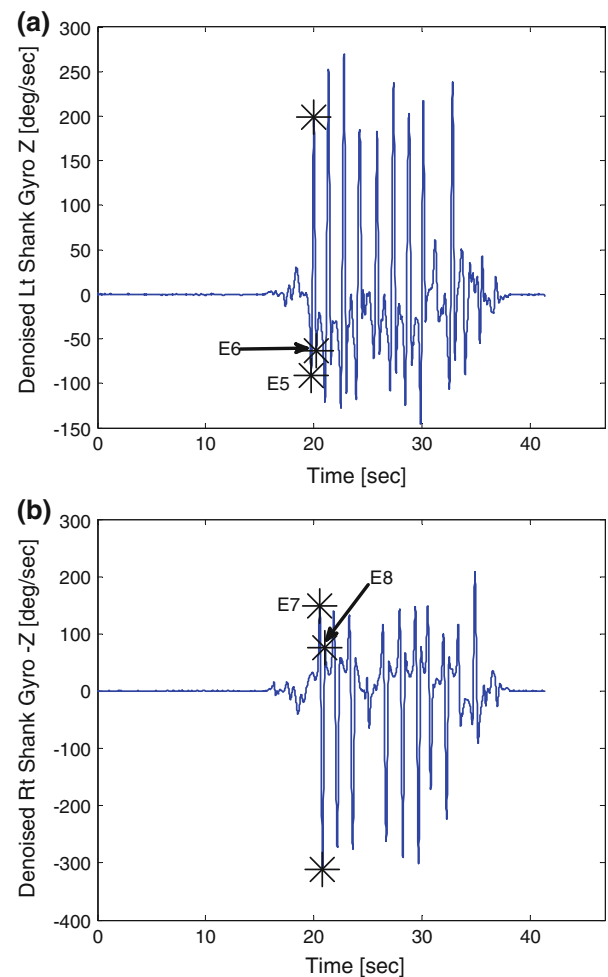 (a)
Denoised Lt Shank Gyro Z [deg/sec]
300
250
200
150
100
50
0
-50
-100
-150
E6
E5
0
10
20
30
40
Time [sec]
(b)
Denoised Rt Shank Gyro -Z [deg/sec]
300
200
100
0
-100
-200
-300
-400
E7
E8
0
10
20
30
40
Time [sec]